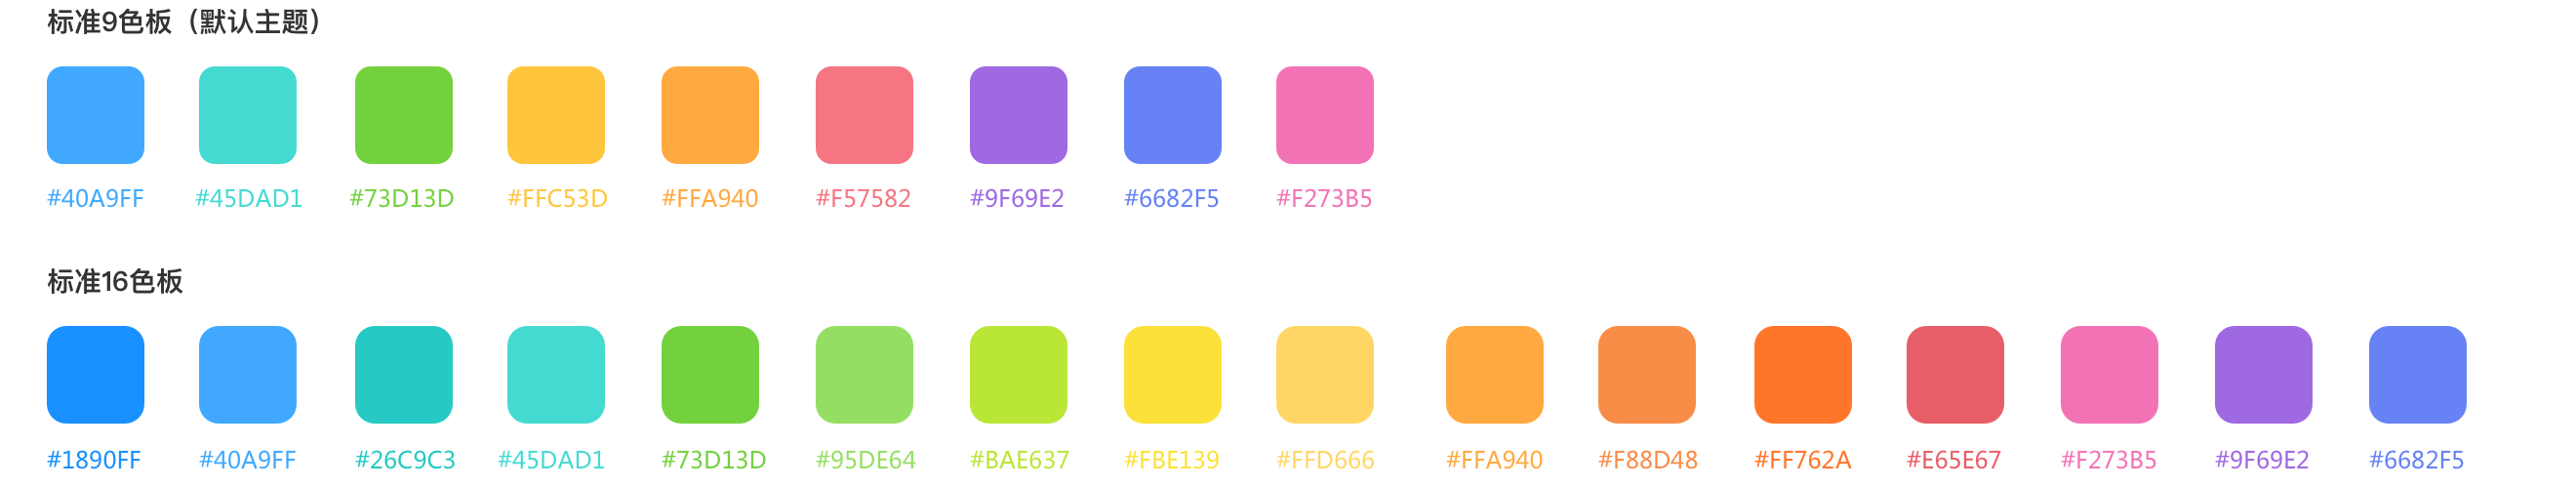 标准9色板（默认主题）
#40A9FF #45DAD1 #73D13D #FFC53D #FFA940 #F57582 #9F69E2 #6682F5 #F273B5
标准16色板
#1890FF #40A9FF #26C9C3 #45DAD1 #73D13D #95DE64 #BAE637 #FBE139 #FFD666 #FFA940 #F88D48 #FF762A #E65E67 #F273B5 #9F69E2 #6682F5